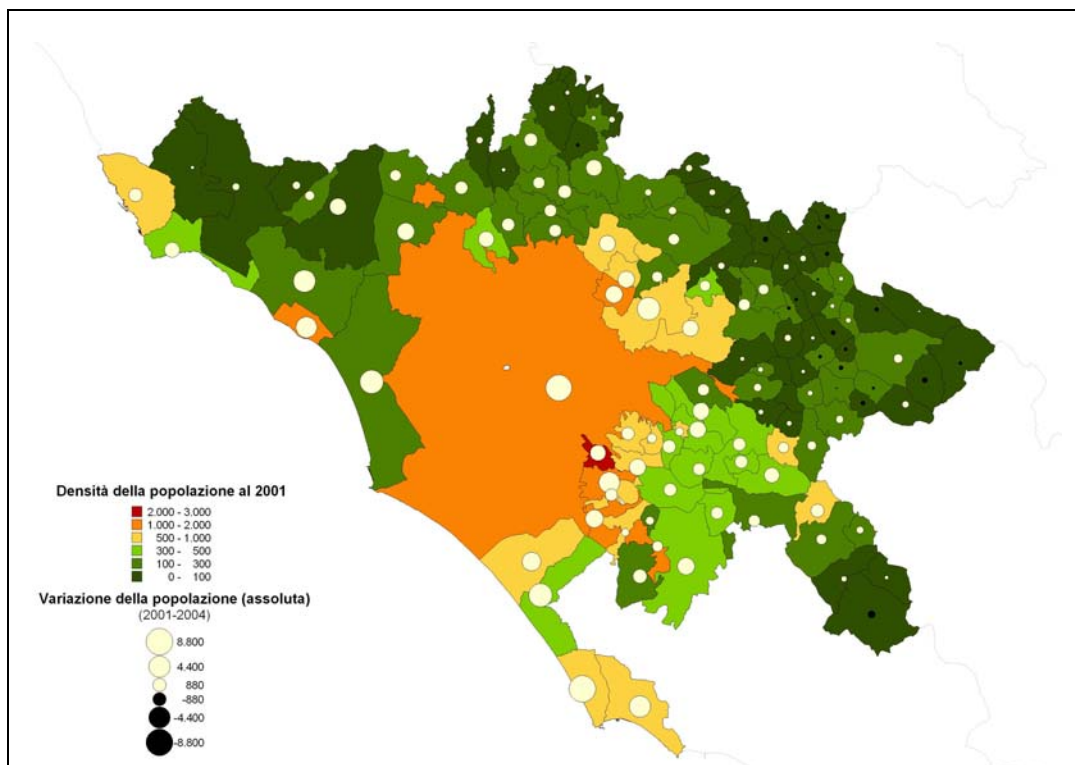 Densità della popolazione al 2001
2.000 - 3.000
1.000 - 2.000
500 - 1.000
300 - 500
100 - 300
0 - 100
Variazione della popolazione (assoluta)
(2001-2004)
8.800
4.400
880
-880
-4.400
-8.800